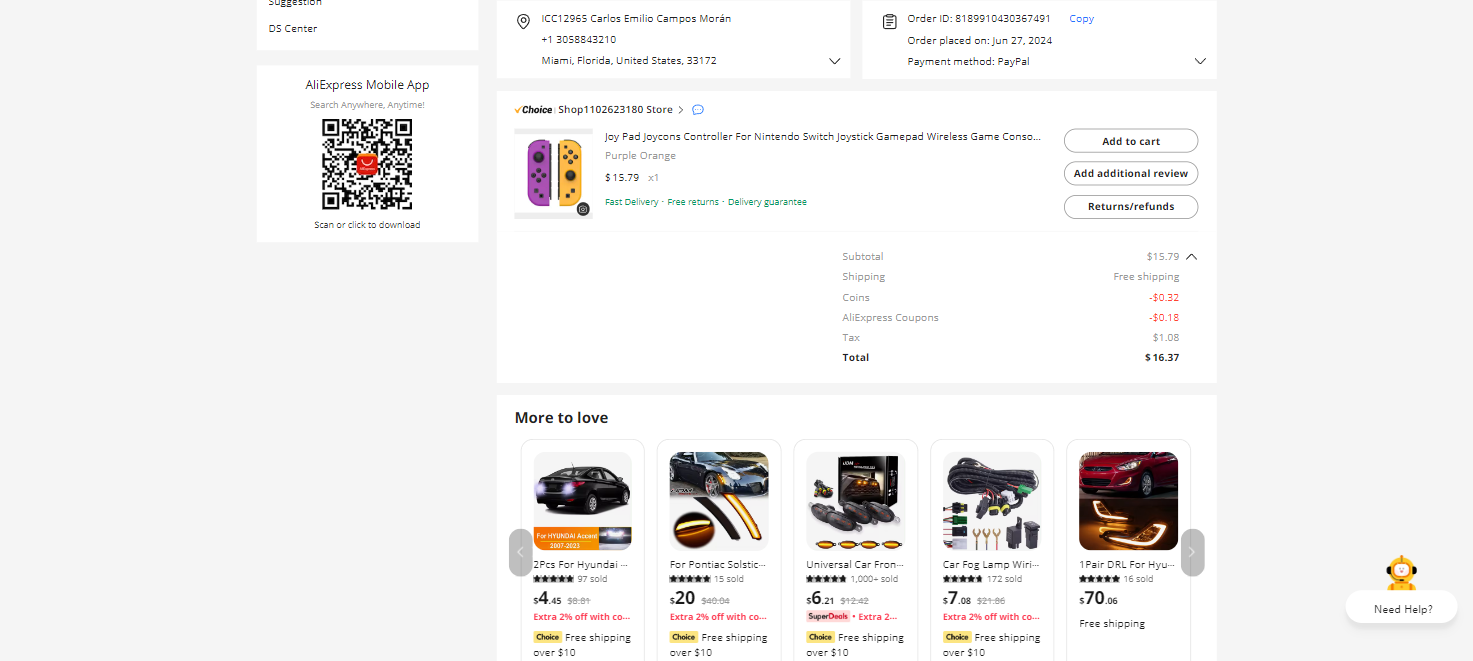 Suggestion
DS Center
AliExpress Mobile App
Search Anywhere, Anytime!
Scan or click to download
ICC12965 Carlos Emilio Campos Morán
+1 3058843210
Miami, Florida, United States, 33172
Order ID: 8189910430367491 Copy
Order placed on: Jun 27, 2024
Payment method: PayPal
Choice Shop1102623180 Store
Joy Pad Joycons Controller For Nintendo Switch Joystick Gamepad Wireless Game Conso...
Purple Orange
$15.79 x1
Fast Delivery · Free returns · Delivery guarantee
Add to cart
Add additional review
Returns/refunds
Subtotal $15.79
Shipping Free shipping
Coins -$0.32
AliExpress Coupons -$0.18
Tax $1.08
Total $16.37
More to love
For HYUNDAI Accent
2007-2023
2Pcs For Hyundai ...
97 sold
$4.45 $8.81
Extra 2% off with co...
Choice Free shipping
over $10
For Pontiac Solstic...
15 sold
$20 $40.04
Extra 2% off with co...
Choice Free shipping
over $10
Universal Car Fron...
1,000+ sold
$6.21 $12.42
SuperDeals • Extra 2...
Choice Free shipping
over $10
Car Fog Lamp Wiri...
172 sold
$7.08 $21.86
Extra 2% off with co...
Choice Free shipping
over $10
1Pair DRL For Hyu...
16 sold
$70.06
Free shipping
Need Help?